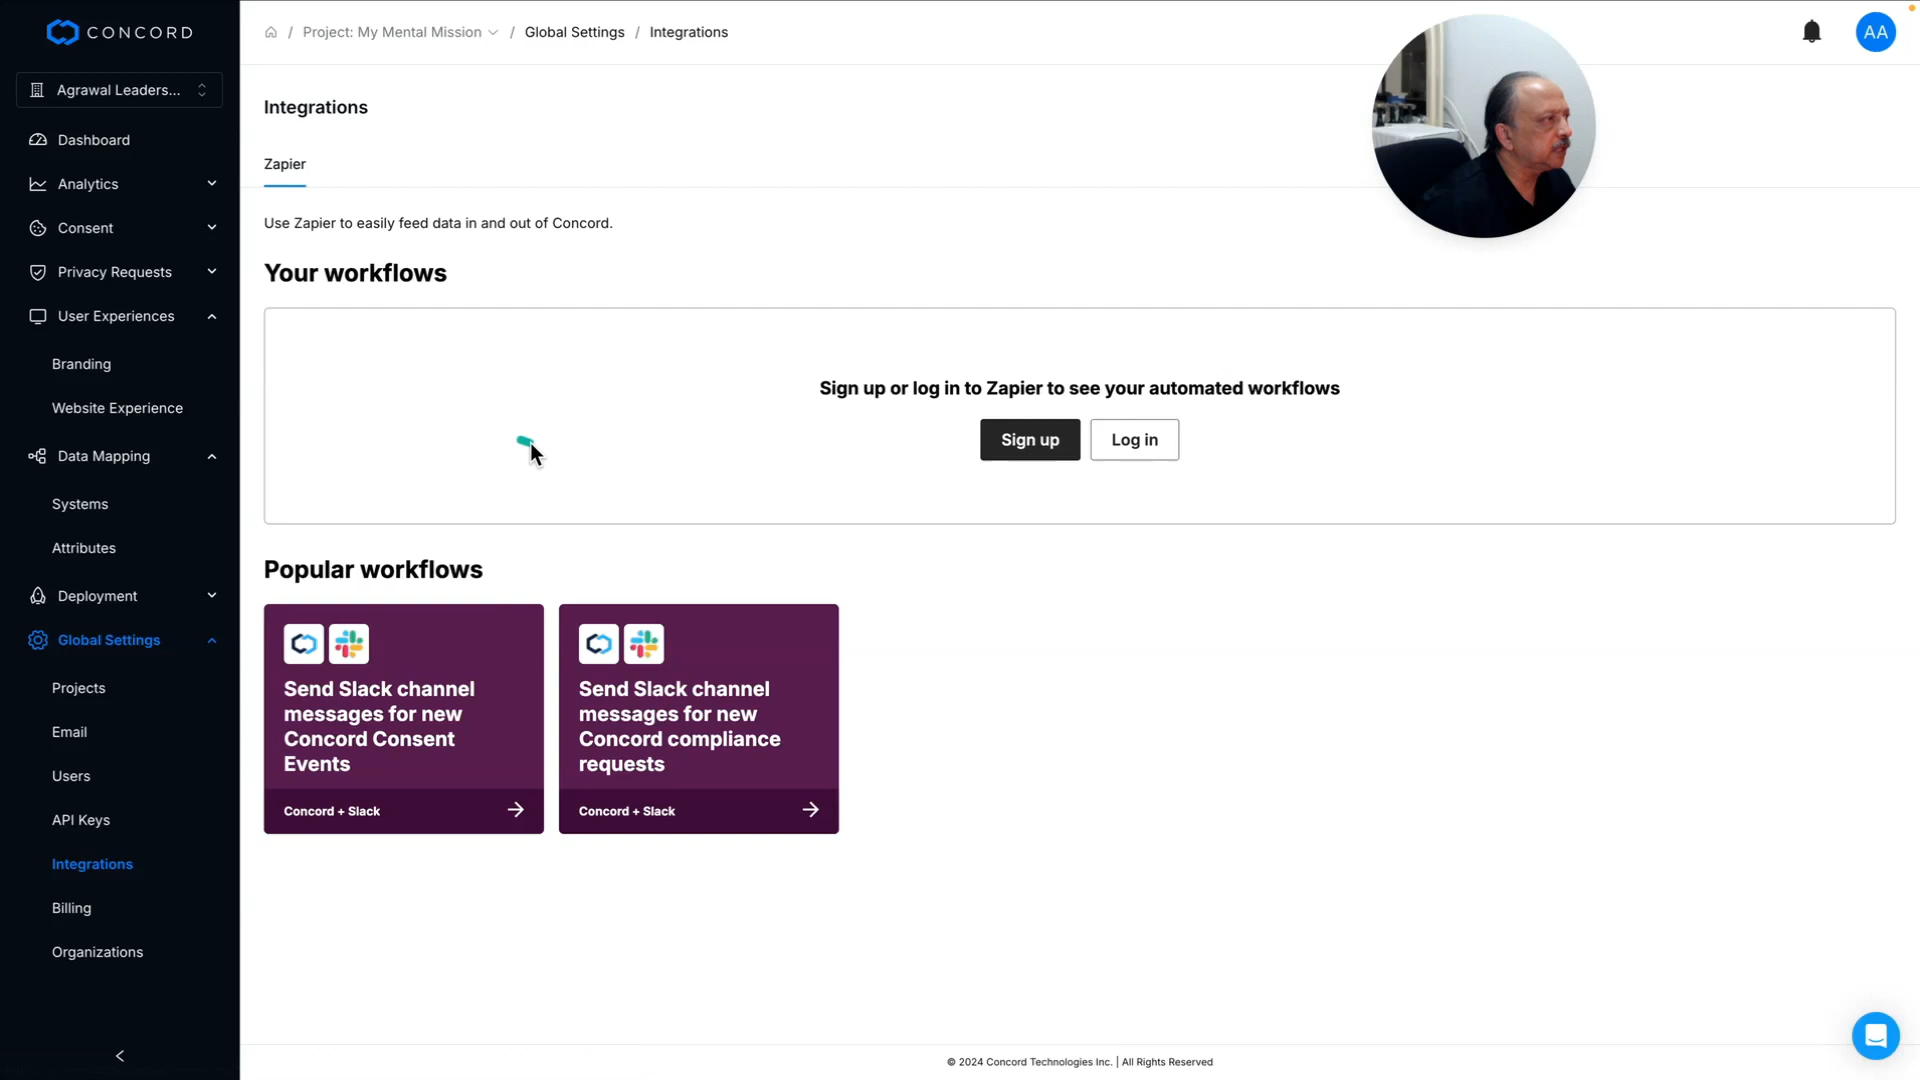 CONCORD
Project: My Mental Mission / Global Settings / Integrations
AA
Agrawal Leaders...
Dashboard
Analytics
Consent
Privacy Requests
User Experiences
Branding
Website Experience
Data Mapping
Systems
Attributes
Deployment
Global Settings
Projects
Email
Users
API Keys
Integrations
Billing
Organizations
Integrations
Zapier
Use Zapier to easily feed data in and out of Concord.
Your workflows
Sign up or log in to Zapier to see your automated workflows
Sign up
Log in
Popular workflows
Send Slack channel
messages for new
Concord Consent
Events
Concord + Slack
Send Slack channel
messages for new
Concord compliance
requests
Concord + Slack
© 2024 Concord Technologies Inc. | All Rights Reserved